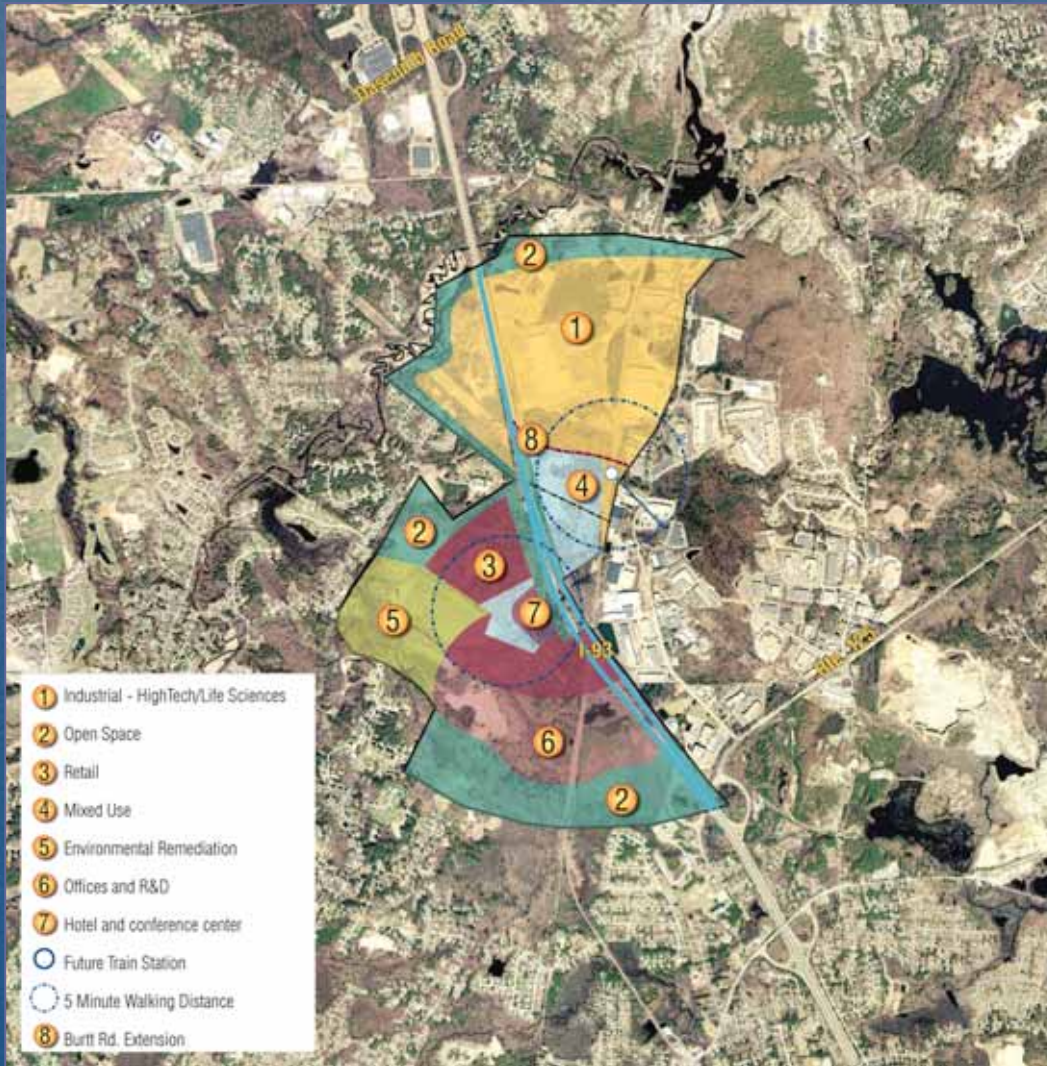 Dascomb Road
2
1
8
4
2
3
7
5
I-93
Rte. 125
6
2
1 Industrial - HighTech/Life Sciences
2 Open Space
3 Retail
4 Mixed Use
5 Environmental Remediation
6 Offices and R&D
7 Hotel and conference center
Future Train Station
5 Minute Walking Distance
8 Burtt Rd. Extension